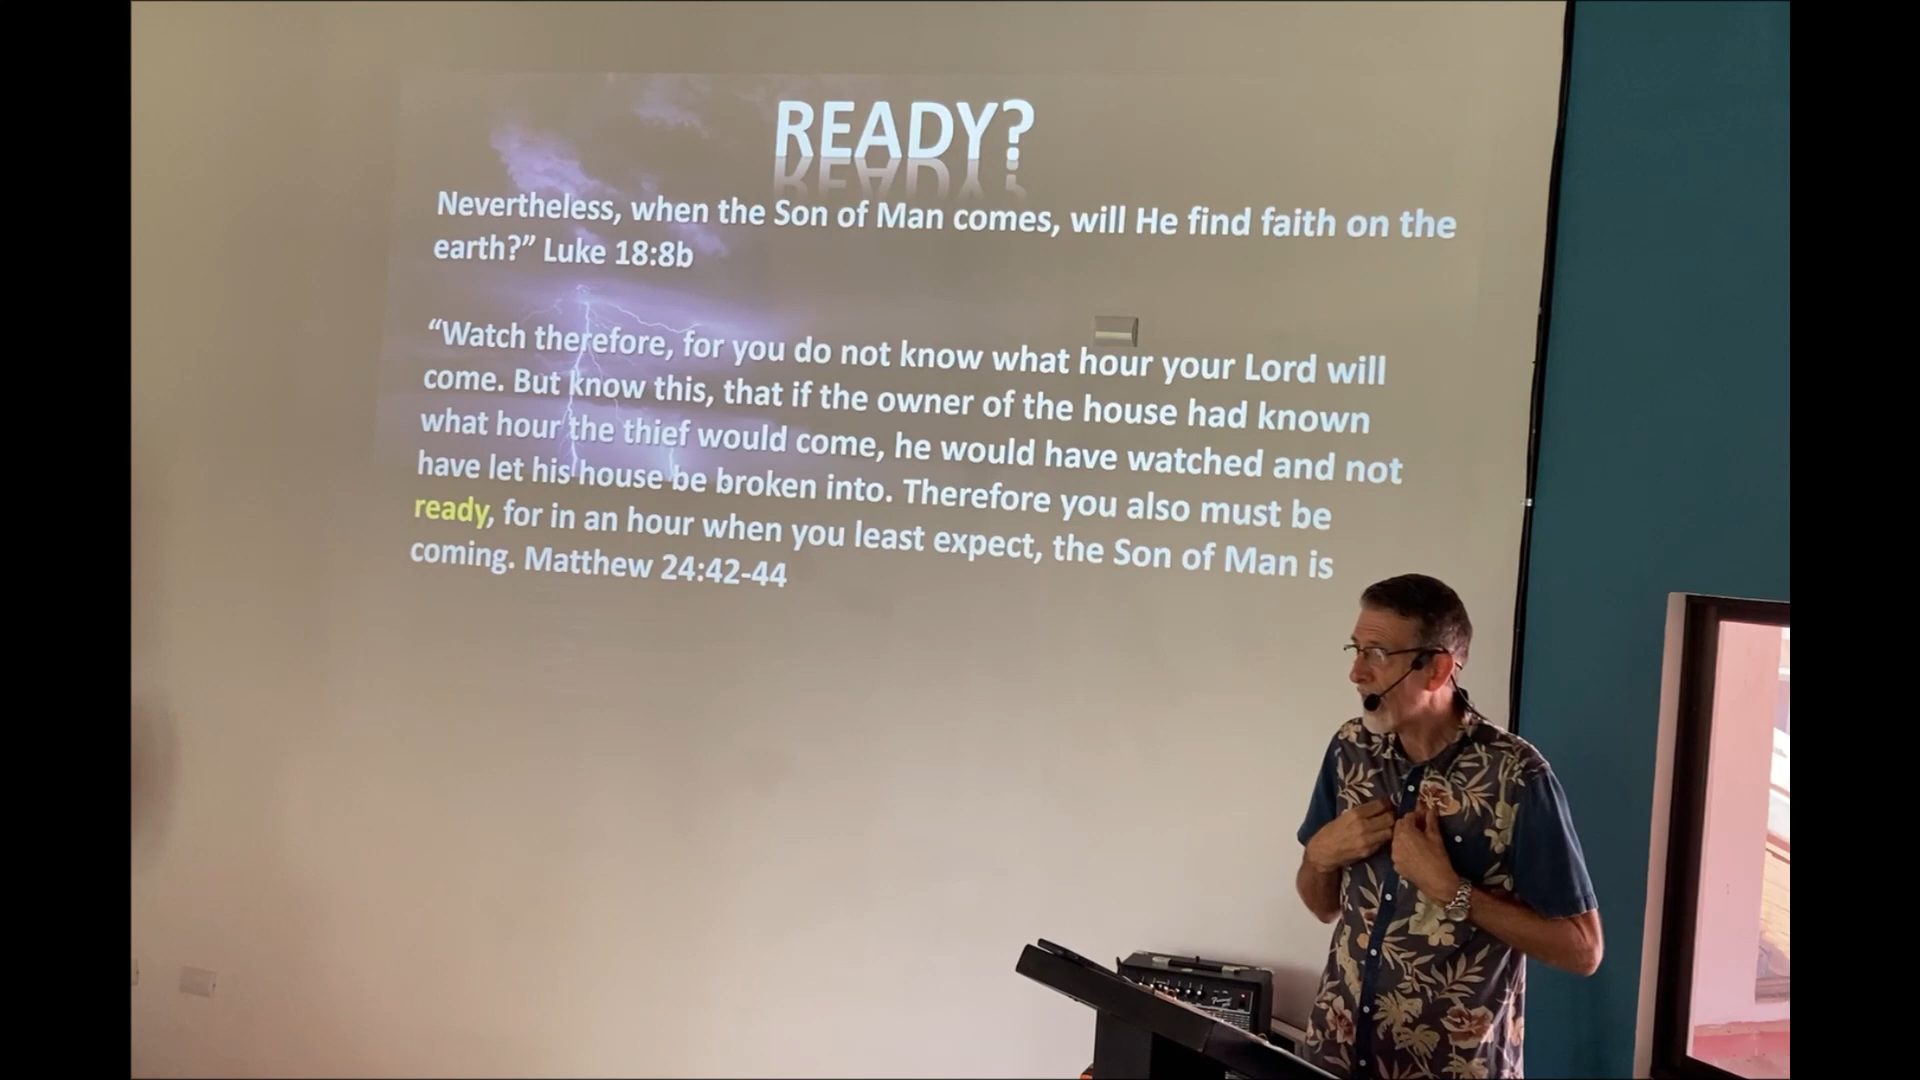 READY?
Nevertheless, when the Son of Man comes, will He find faith on the
earth?” Luke 18:8b
“Watch therefore, for you do not know what hour your Lord will
come. But know this, that if the owner of the house had known
what hour the thief would come, he would have watched and not
have let his house be broken into. Therefore you also must be
ready, for in an hour when you least expect, the Son of Man is
coming. Matthew 24:42-44